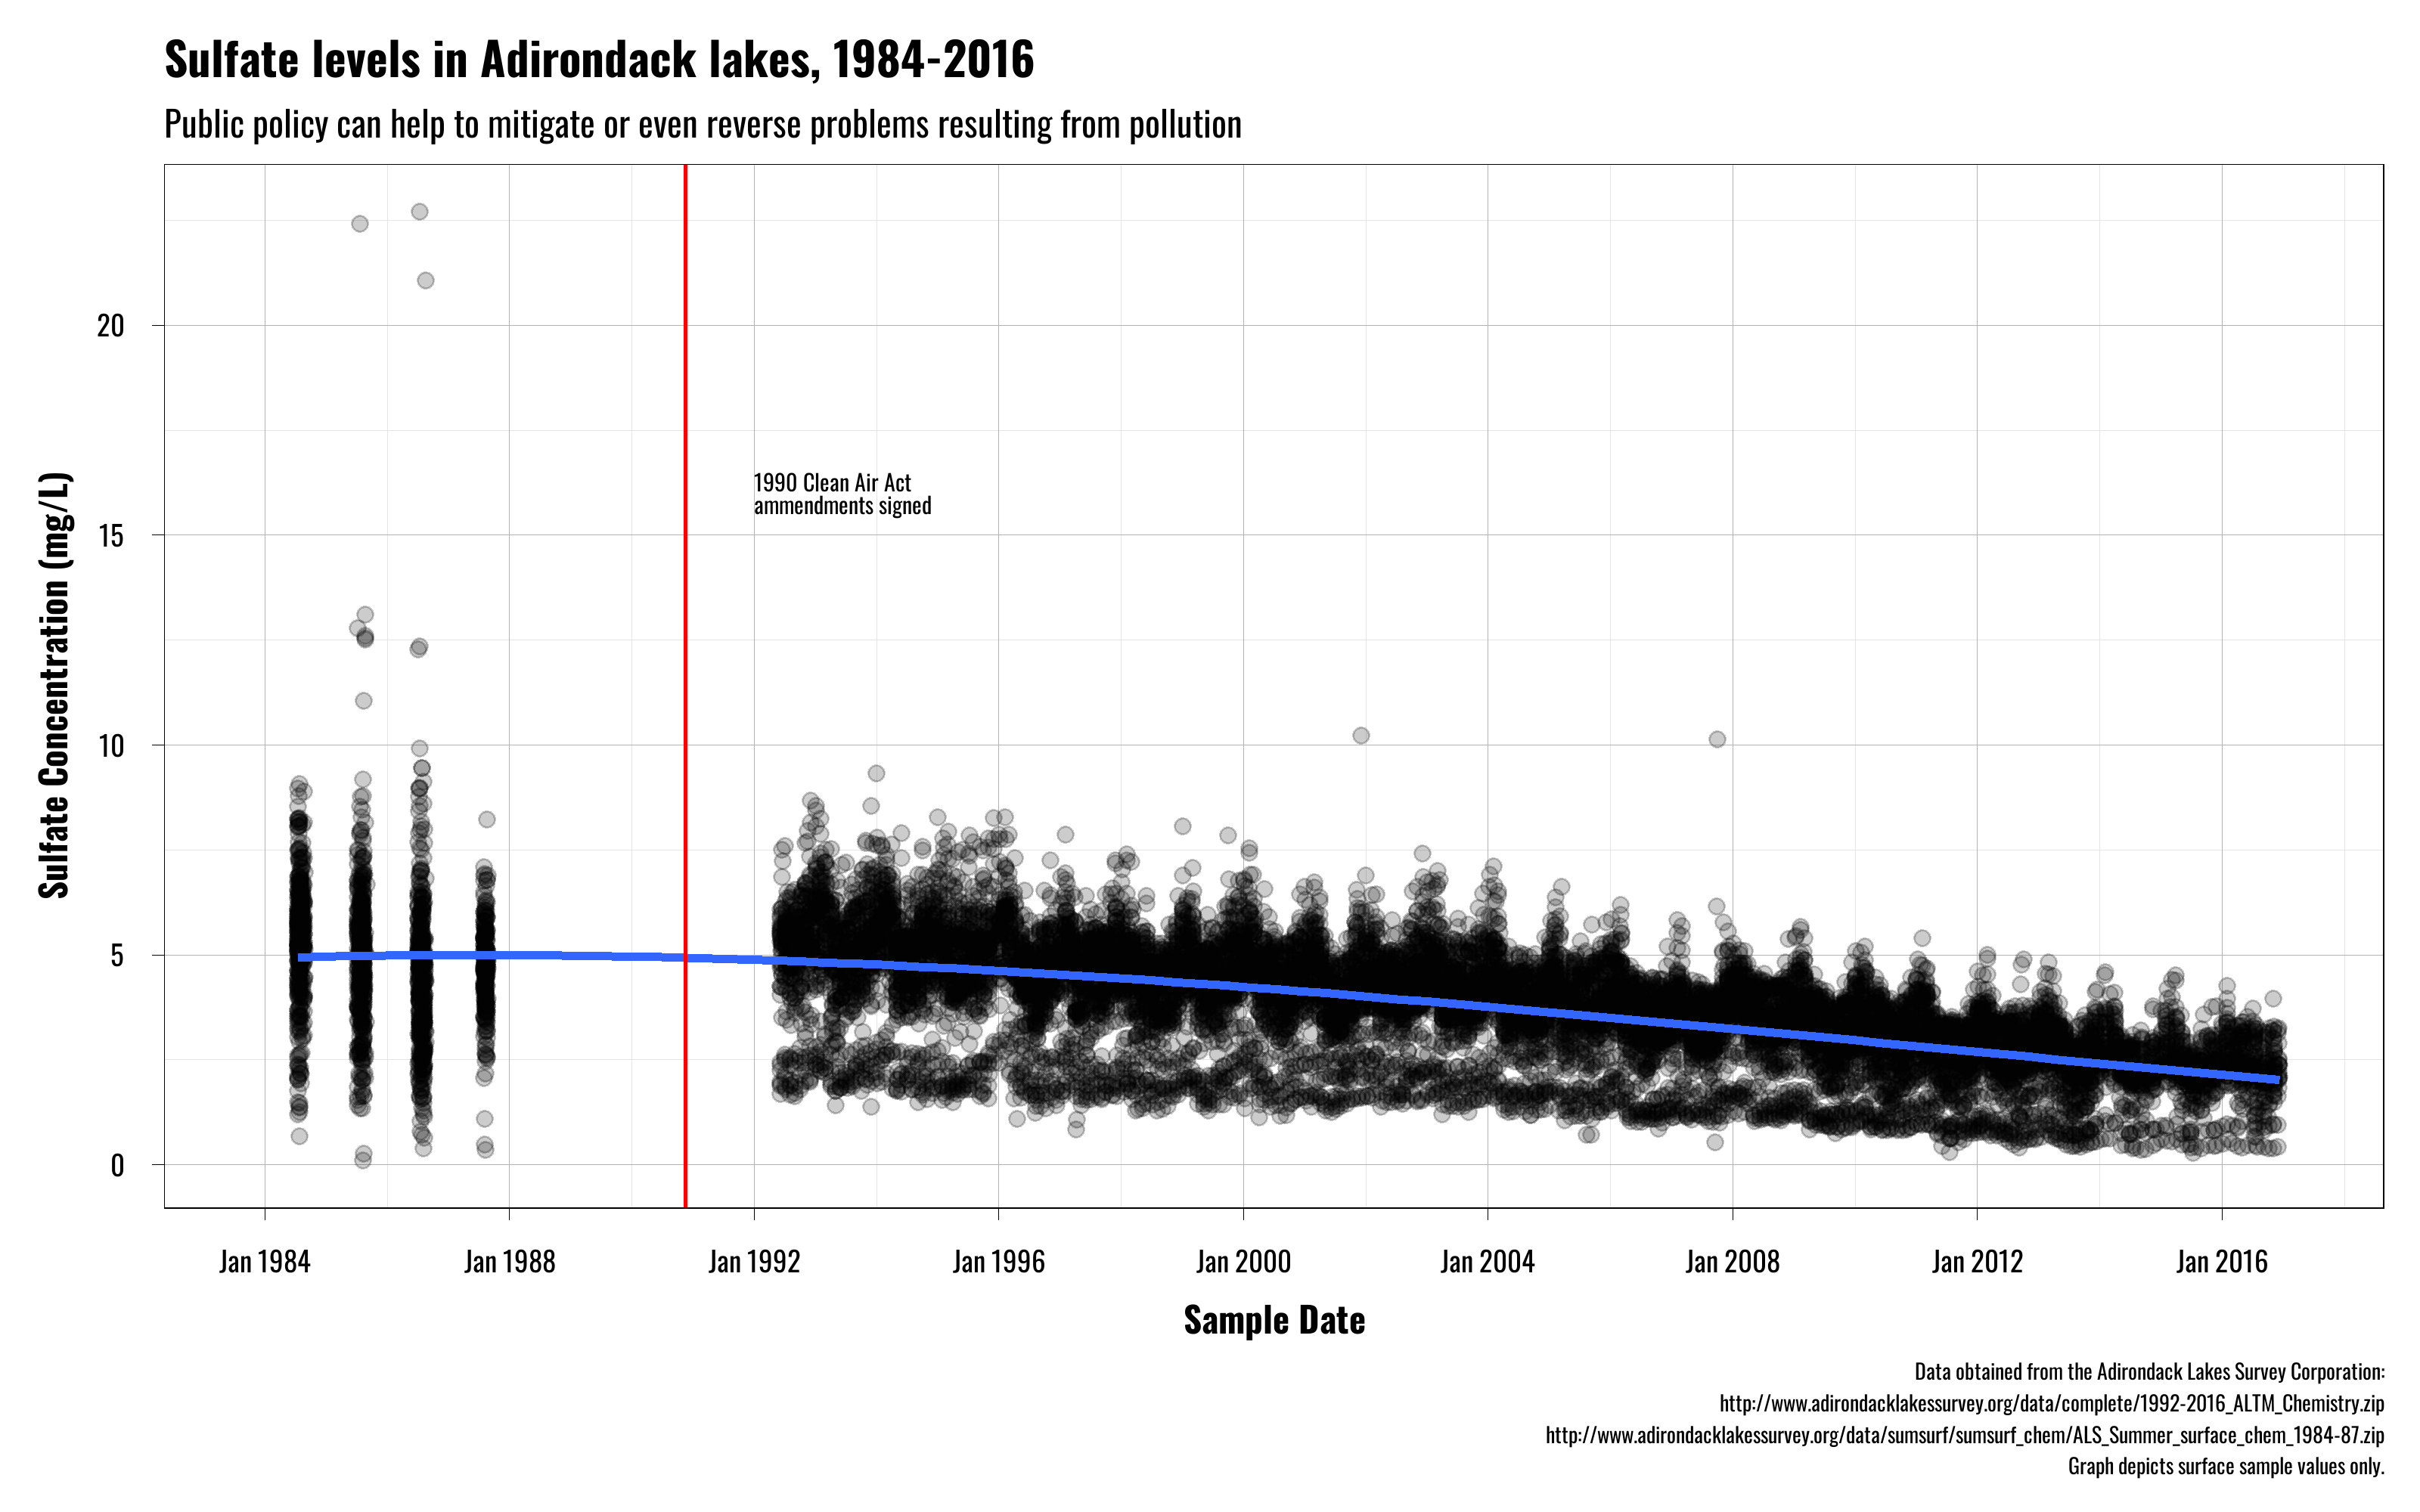 Sulfate levels in Adirondack lakes, 1984-2016
Public policy can help to mitigate or even reverse problems resulting from pollution
Sulfate Concentration (mg/L)
20
15
10
5
0
1990 Clean Air Act
ammendments signed
Jan 1984
Jan 1988
Jan 1992
Jan 1996
Jan 2000
Jan 2004
Jan 2008
Jan 2012
Jan 2016
Sample Date
Data obtained from the Adirondack Lakes Survey Corporation:
http://www.adirondacklakessurvey.org/data/complete/1992-2016_ALTM_Chemistry.zip
http://www.adirondacklakessurvey.org/data/sumsurf/sumsurf_chem/ALS_Summer_surface_chem_1984-87.zip
Graph depicts surface sample values only.